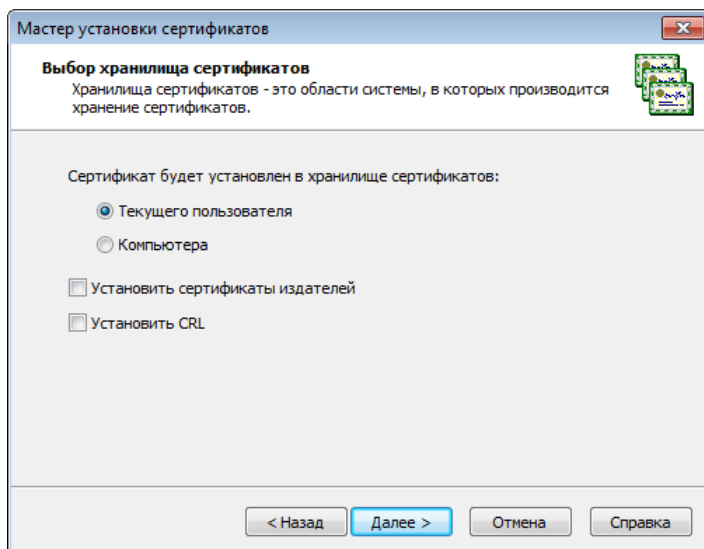 Мастер установки сертификатов
Выбор хранилища сертификатов
Хранилища сертификатов - это области системы, в которых производится
хранение сертификатов.
Сертификат будет установлен в хранилище сертификатов:
Текущего пользователя
Компьютера
Установить сертификаты издателей
Установить CRL
< Назад
Далее >
Отмена
Справка